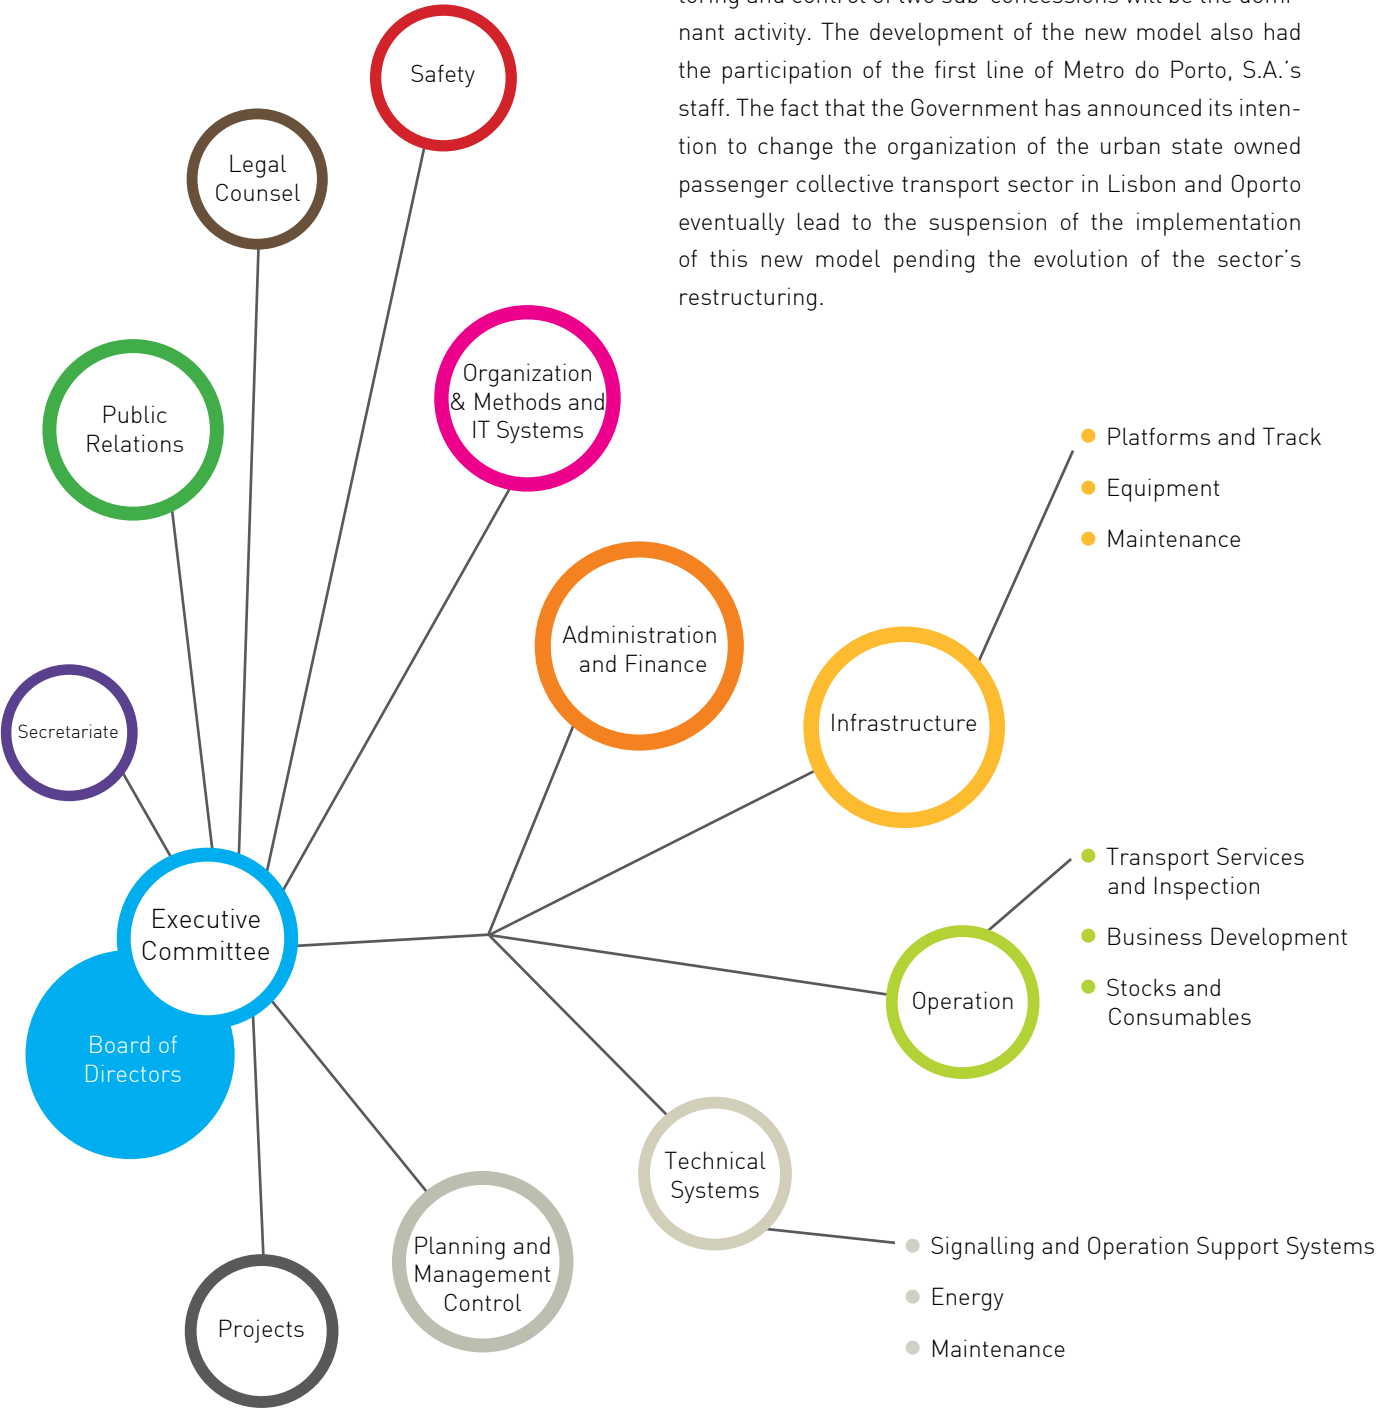 nant activity. The development of the new model also had
the participation of the first line of Metro do Porto, S.A.'s
staff. The fact that the Government has announced its inten-
tion to change the organization of the urban state owned
passenger collective transport sector in Lisbon and Oporto
eventually lead to the suspension of the implementation
of this new model pending the evolution of the sector's
restructuring.
Safety
Legal
Counsel
Organization
& Methods and
IT Systems
Public
Relations
Platforms and Track
Equipment
Maintenance
Administration
and Finance
Infrastructure
Secretariate
Transport Services
and Inspection
Business Development
Stocks and
Consumables
Executive
Committee
Operation
Board of
Directors
Technical
Systems
Signalling and Operation Support Systems
Energy
Maintenance
Planning and
Management
Control
Projects